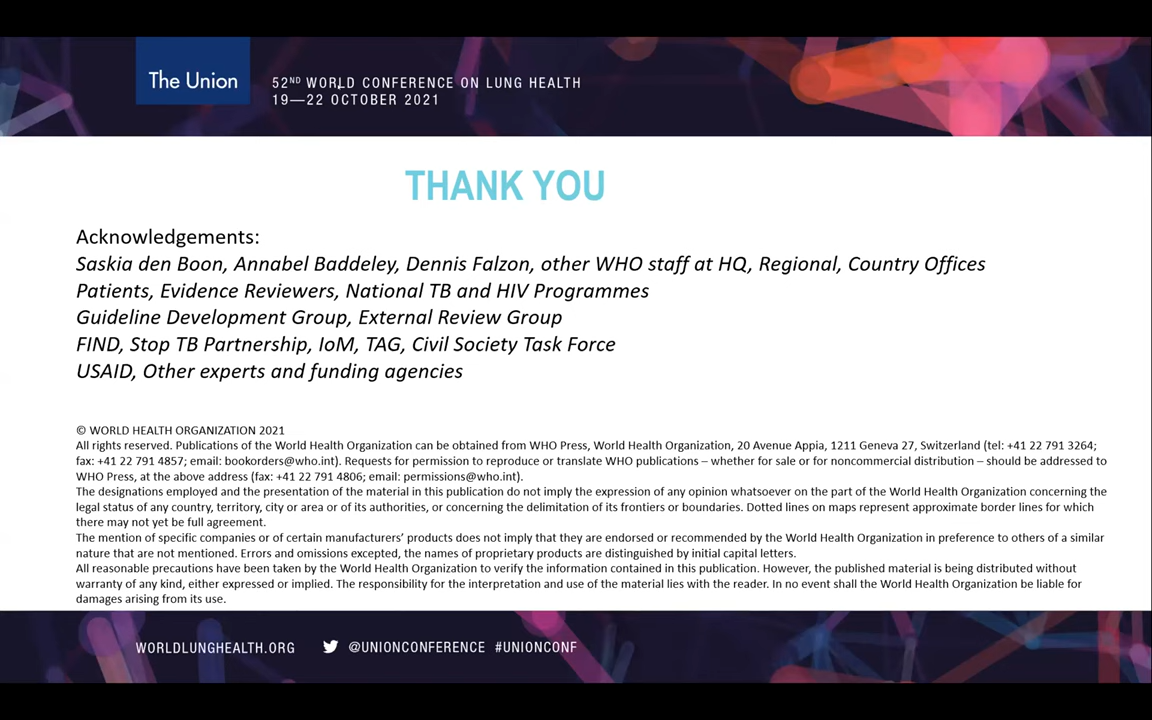 The Union
52ND WORLD CONFERENCE ON LUNG HEALTH
19—22 OCTOBER 2021
THANK YOU
Acknowledgements:
Saskia den Boon, Annabel Baddeley, Dennis Falzon, other WHO staff at HQ, Regional, Country Offices
Patients, Evidence Reviewers, National TB and HIV Programmes
Guideline Development Group, External Review Group
FIND, Stop TB Partnership, IoM, TAG, Civil Society Task Force
USAID, Other experts and funding agencies
© WORLD HEALTH ORGANIZATION 2021
All rights reserved. Publications of the World Health Organization can be obtained from WHO Press, World Health Organization, 20 Avenue Appia, 1211 Geneva 27, Switzerland (tel: +41 22 791 3264;
fax: +41 22 791 4857; email: bookorders@who.int). Requests for permission to reproduce or translate WHO publications – whether for sale or for noncommercial distribution – should be addressed to
WHO Press, at the above address (fax: +41 22 791 4806; email: permissions@who.int).
The designations employed and the presentation of the material in this publication do not imply the expression of any opinion whatsoever on the part of the World Health Organization concerning the
legal status of any country, territory, city or area or of its authorities, or concerning the delimitation of its frontiers or boundaries. Dotted lines on maps represent approximate border lines for which
there may not yet be full agreement.
The mention of specific companies or of certain manufacturers’ products does not imply that they are endorsed or recommended by the World Health Organization in preference to others of a similar
nature that are not mentioned. Errors and omissions excepted, the names of proprietary products are distinguished by initial capital letters.
All reasonable precautions have been taken by the World Health Organization to verify the information contained in this publication. However, the published material is being distributed without
warranty of any kind, either expressed or implied. The responsibility for the interpretation and use of the material lies with the reader. In no event shall the World Health Organization be liable for
damages arising from its use.
WORLDLUNGHEALTH.ORG @UNIONCONFERENCE #UNIONCONF